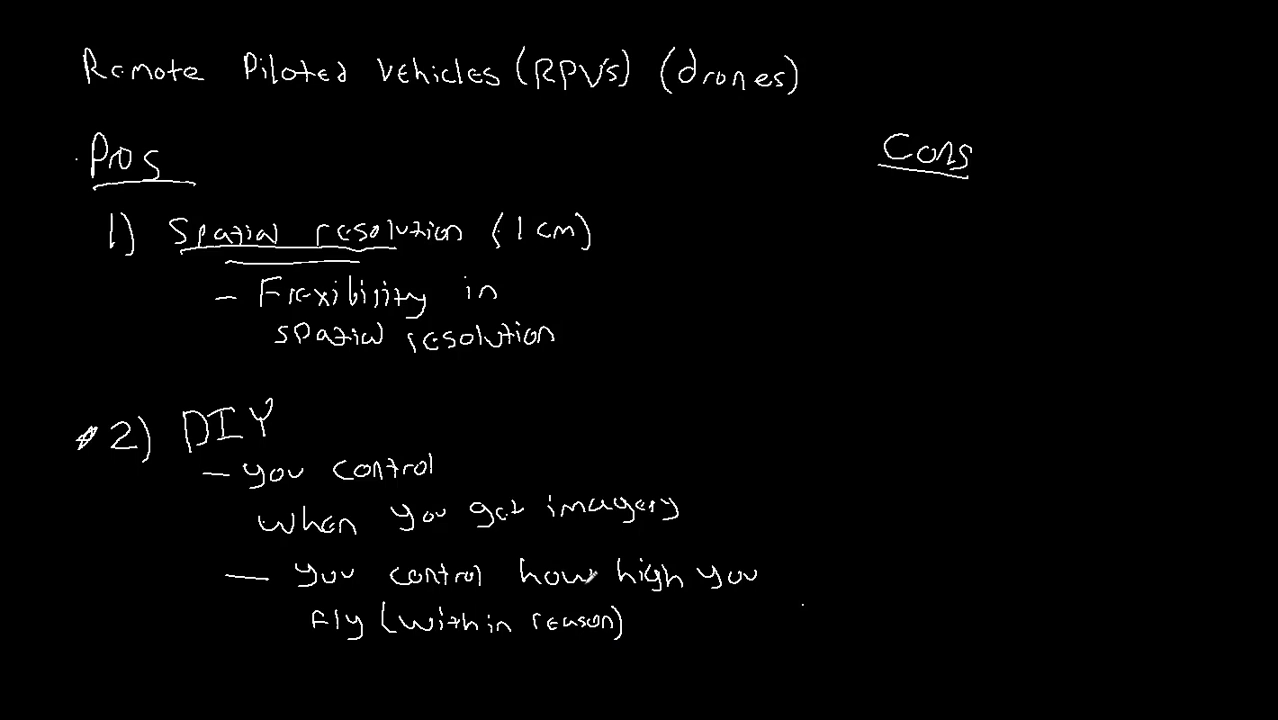 Remote Piloted Vehicles (RPV's) (drones)
Pros
Cons
1) Spatial resolution (1 cm)
- Flexibility in
spatial resolution
*2) DIY
- you control
when you get imagery
- you control how high you
fly (within reason)